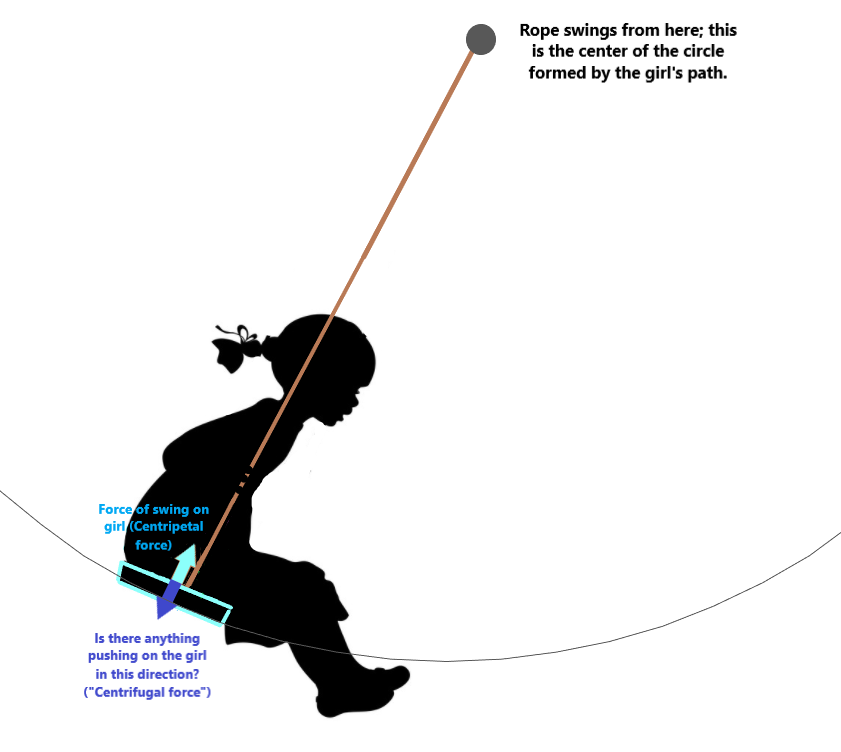 Rope swings from here; this
is the center of the circle
formed by the girl's path.
Force of swing on
girl (Centripetal
force)
Is there anything
pushing on the girl
in this direction?
("Centrifugal force")